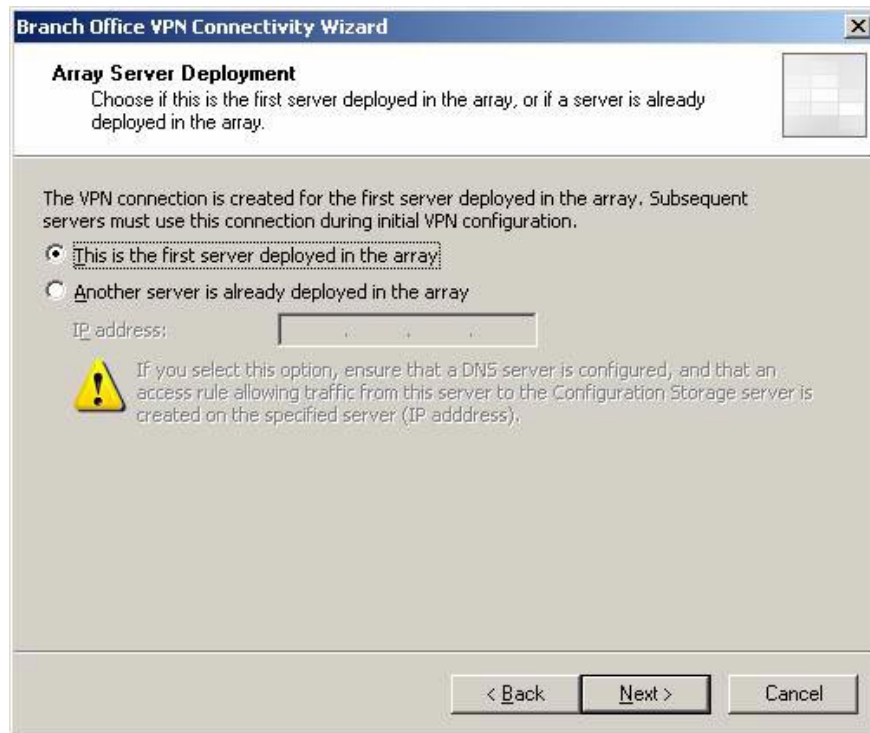 Branch Office VPN Connectivity Wizard
Array Server Deployment
Choose if this is the first server deployed in the array, or if a server is already
deployed in the array.
The VPN connection is created for the first server deployed in the array. Subsequent
servers must use this connection during initial VPN configuration.
This is the first server deployed in the array
Another server is already deployed in the array
IP address:
If you select this option, ensure that a DNS server is configured, and that an
access rule allowing traffic from this server to the Configuration Storage server is
created on the specified server (IP adddress).
< Back
Next >
Cancel